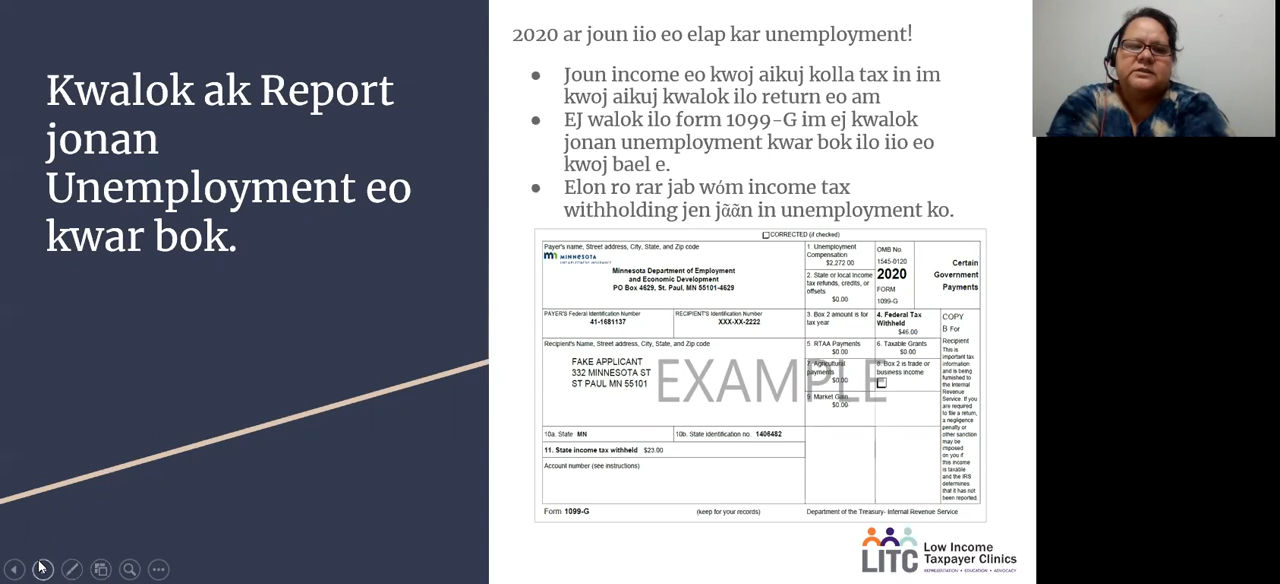 Kwalok ak Report
jonan
Unemployment eo
kwar bok.
2020 ar joun iio eo elap kar unemployment!
● Joun income eo kwoj aikuj kolla tax in im
kwoj aikuj kwalok ilo return eo am
● EJ walok ilo form 1099-G im ej kwalok
jonan unemployment kwar bok ilo iio eo
kwoj bael e.
● Elon ro rar jab wóm income tax
withholding jen jããn in unemployment ko.
CORRECTED (if checked)
Payer's name, Street address, City, State, and Zip code
MINNESOTA
Minnesota Department of Employment
and Economic Development
PO Box 4629, St. Paul, MN 55101-4629
1. Unemployment
Compensation
$2,272.00
2. State or local Income
tax refunds, credits, or
offsets
$0.00
OMB No.
1545-0120
2020
FORM
1099-G
Certain
Government
Payments
PAYER'S Federal Identification Number
41-1681137
RECIPIENT'S Identification Number
XXX-XX-2222
3. Box 2 amount is for
tax year
4. Federal Tax
Withheld
$46.00
COPY
B For
Recipient
This is
important tax
information
and is being
furnished to
the Internal
Revenue
Service. If you
are required
to file a return,
a negligence
penalty or
other sanction
may be
imposed
on you if
this income
is taxable
and the IRS
determines
that it has not
been reported.
Recipient's Name, Street address, City, State, and Zip code
FAKE APPLICANT
332 MINNESOTA ST
ST PAUL MN 55101
EXAMPLE
5 RTAA Payments
$0.00
6. Taxable Grants
$0.00
7. Agricultural
payments
$0.00
8. Box 2 is trade or
business income
9. Market Gain
$0.00
10a. State MN
10b. State identification no. 1406482
11. State income tax withheld $23.00
Account number (see instructions)
Form 1099-G
(keep for your records)
Department of the Treasury- Internal Revenue Service
LITC
Low Income
Taxpayer Clinics
REPRESENTATION • EDUCATION • ADVOCACY